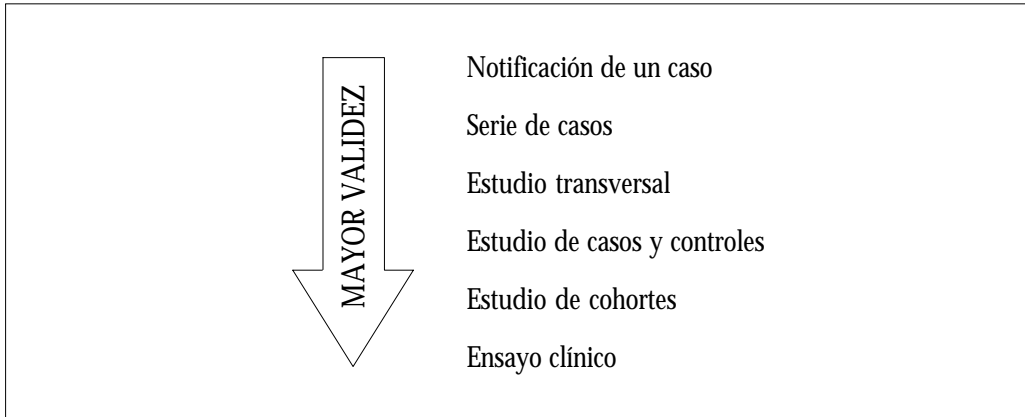 MAYOR VALIDEZ
Notificación de un caso
Serie de casos
Estudio transversal
Estudio de casos y controles
Estudio de cohortes
Ensayo clínico